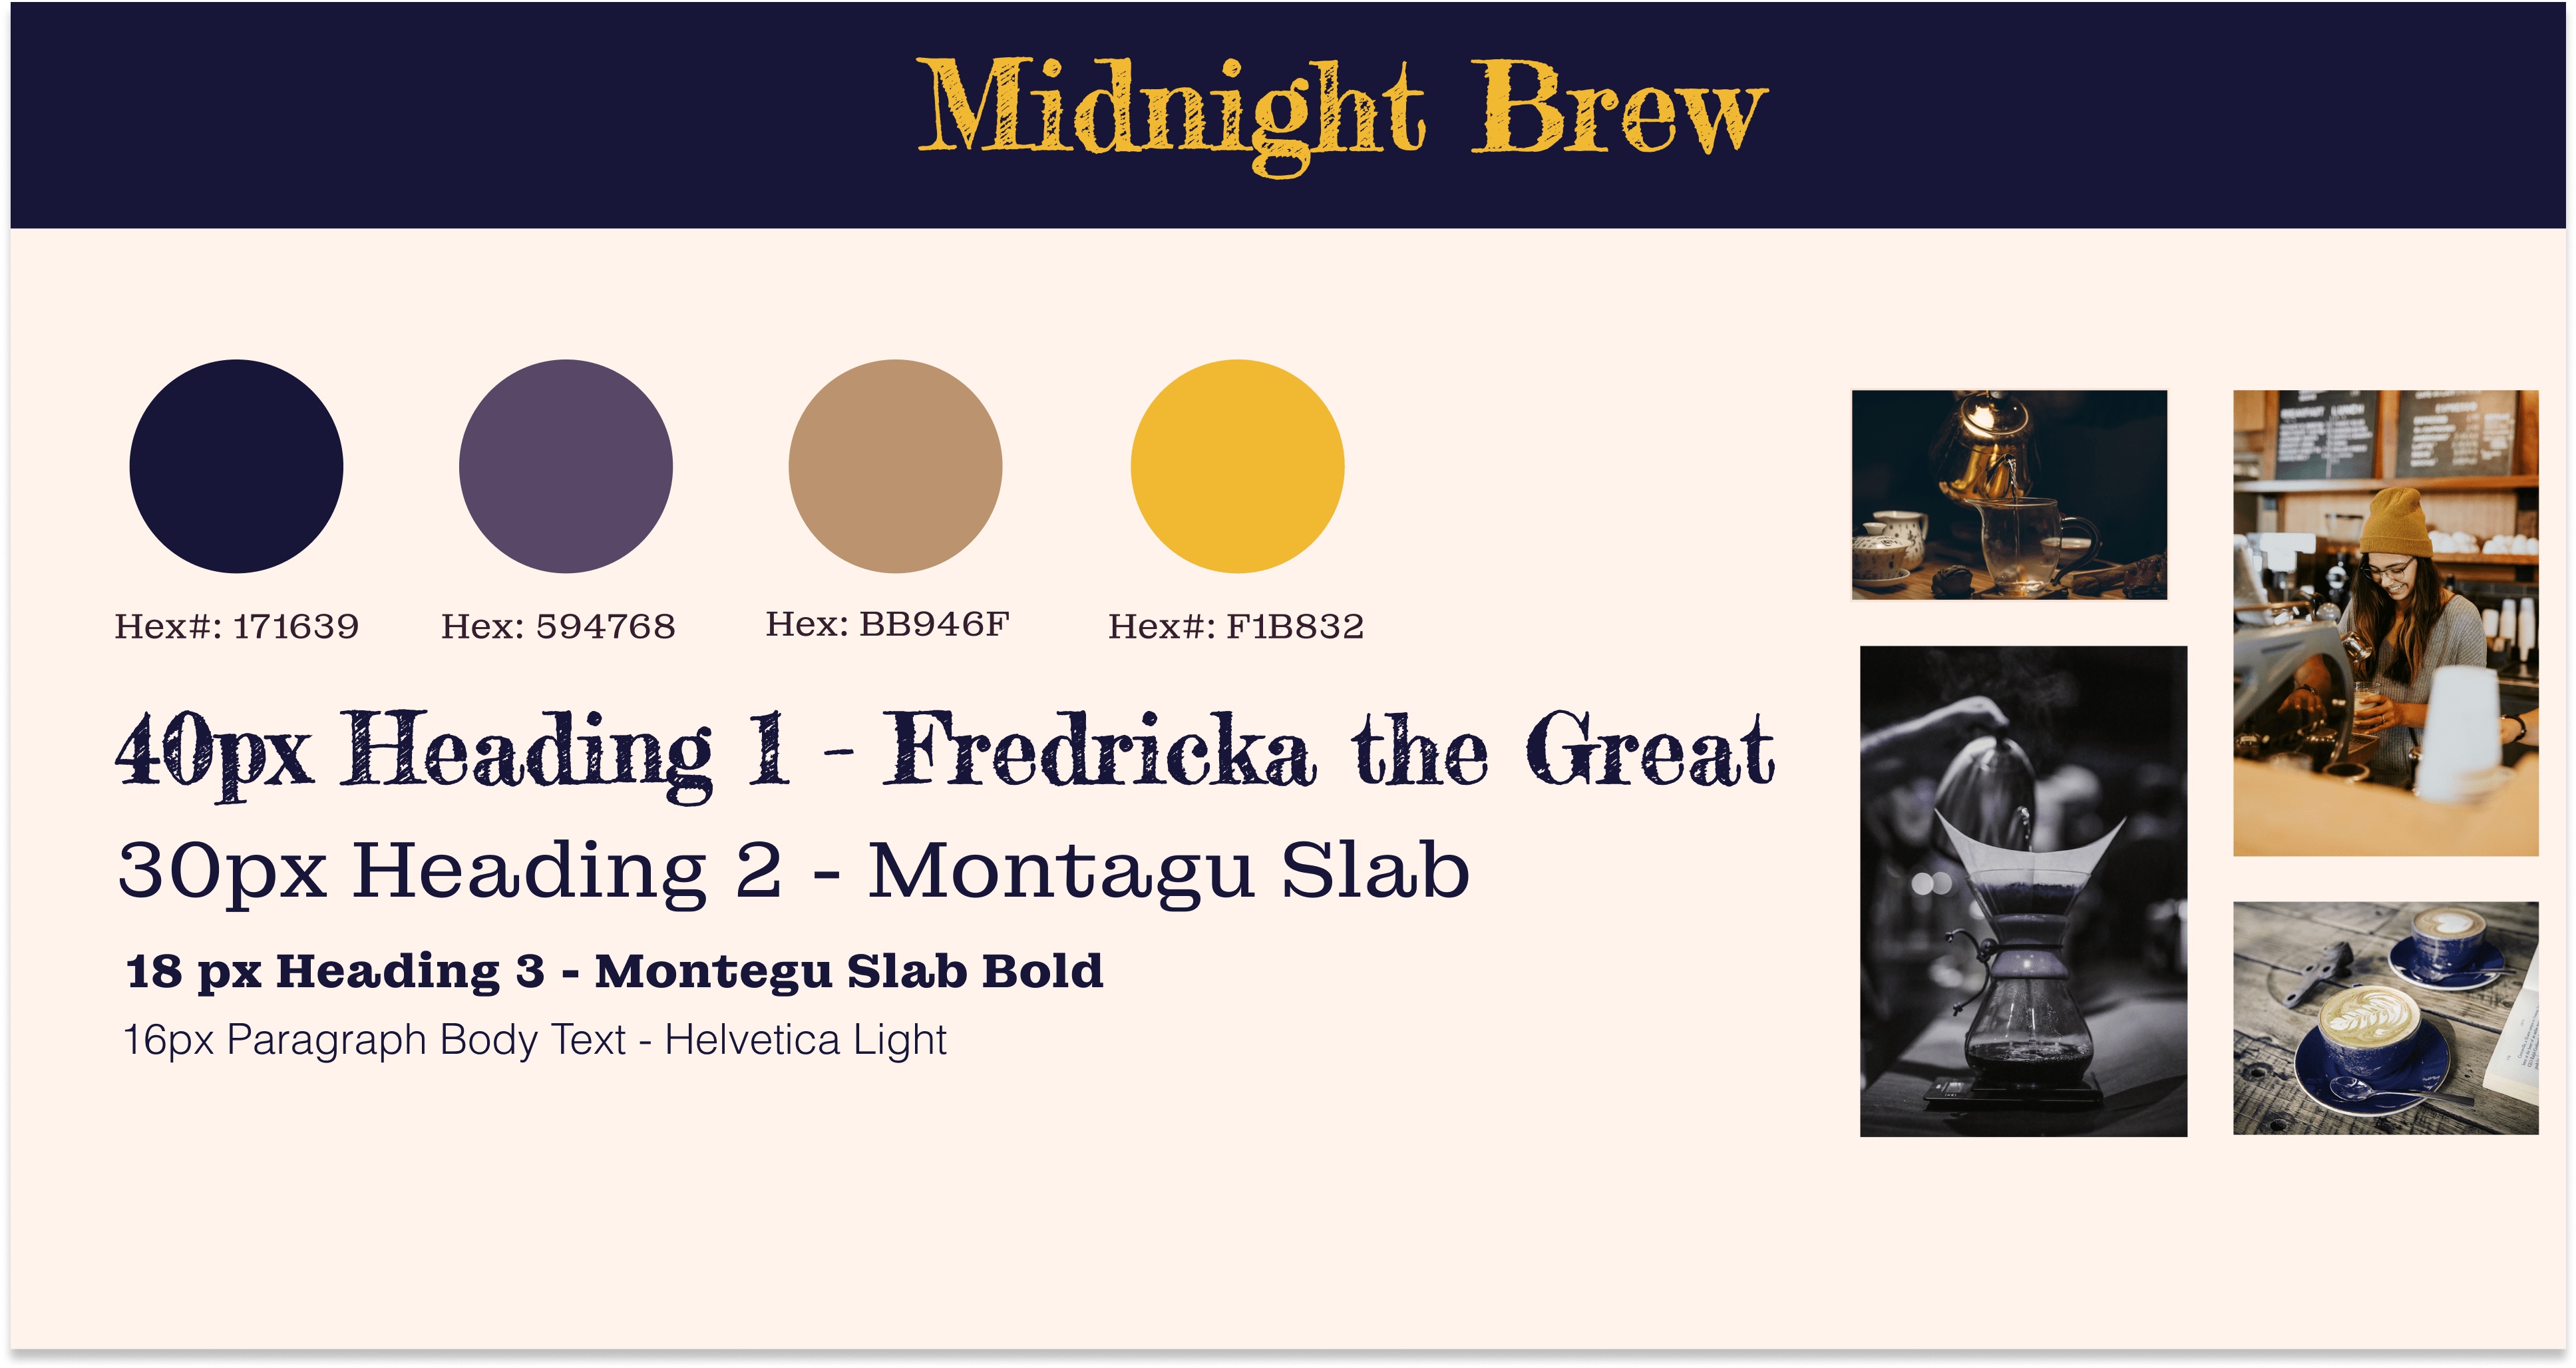 Midnight Brew
Hex#: 171639
Hex: 594768
Hex: BB946F
Hex#: F1B832
40px Heading 1 - Fredricka the Great
30px Heading 2 - Montagu Slab
18 px Heading 3 - Montegu Slab Bold
16px Paragraph Body Text - Helvetica Light